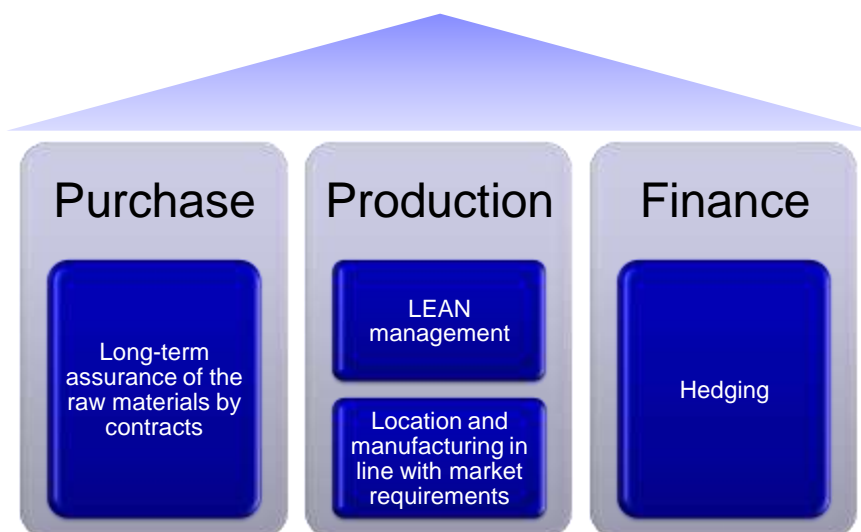 Purchase
Long-term
assurance of the
raw materials by
contracts
Production
LEAN
management
Location and
manufacturing in
line with market
requirements
Finance
Hedging